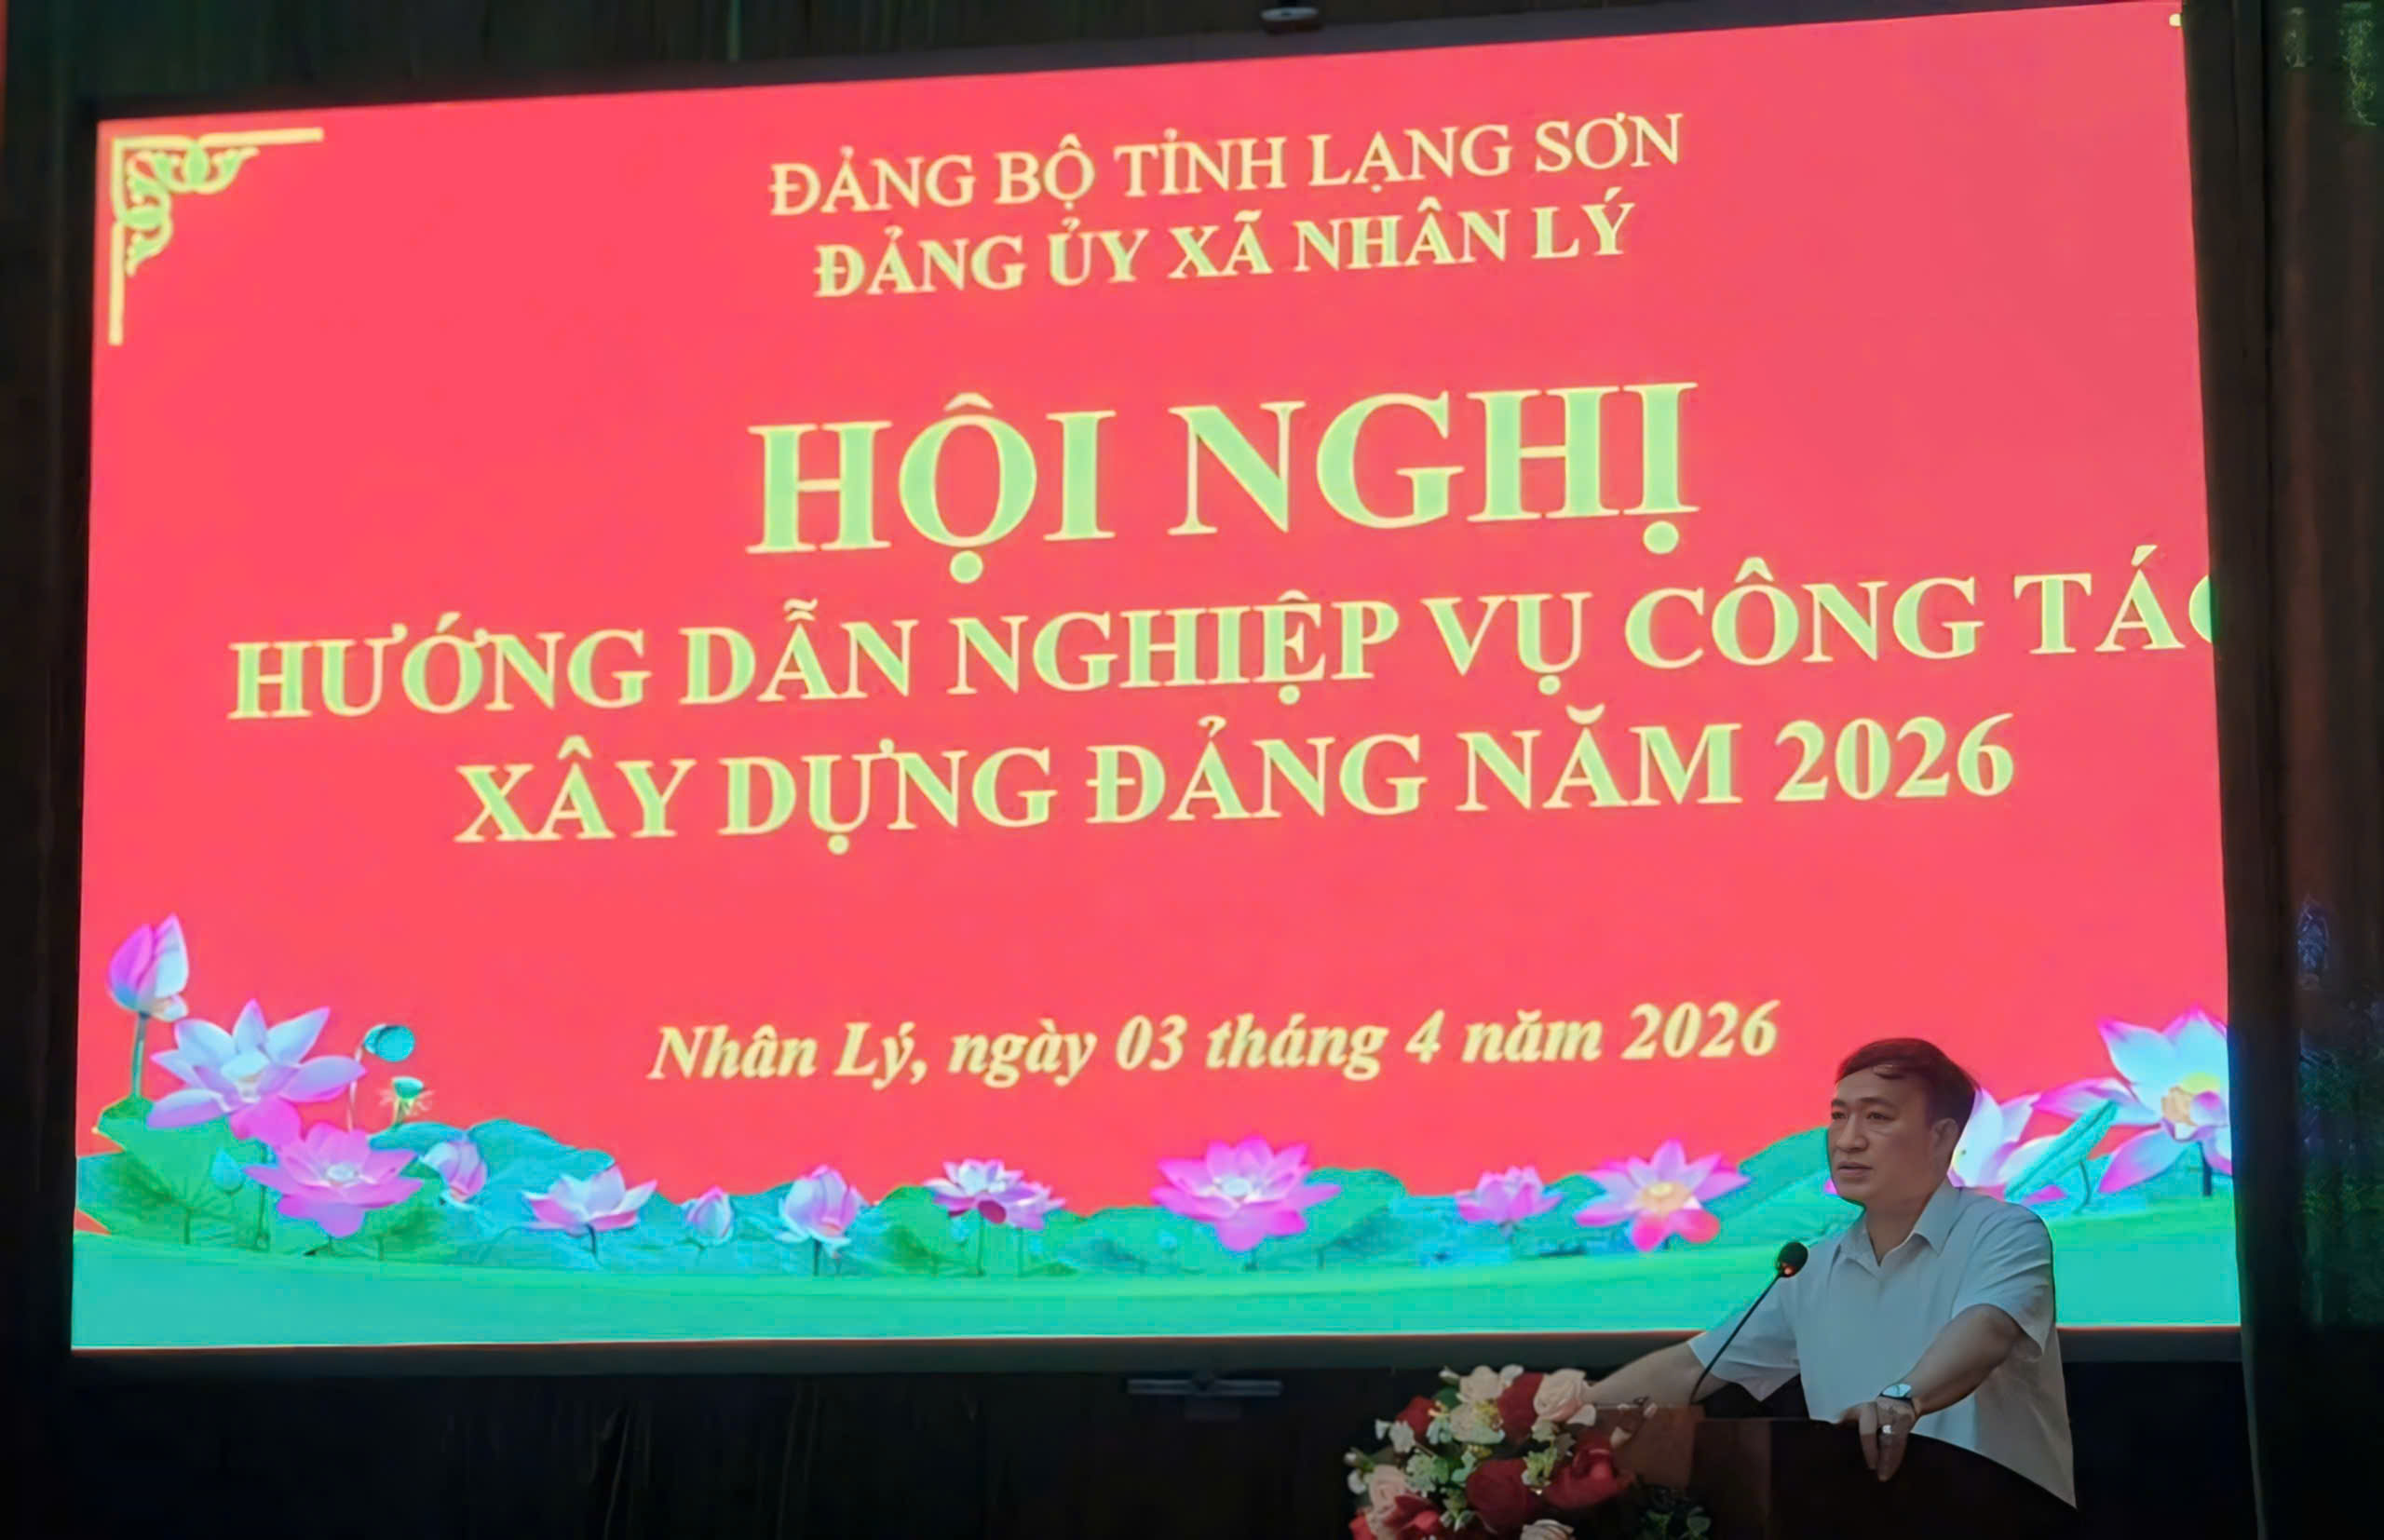 ĐẢNG BỘ TỈNH LẠNG SƠN
ĐẢNG ỦY XÃ NHÂN LÝ
HỘI NGHỊ
HƯỚNG DẪN NGHIỆP VỤ CÔNG TÁC
XÂY DỰNG ĐẢNG NĂM 2026
Nhân Lý, ngày 03 tháng 4 năm 2026